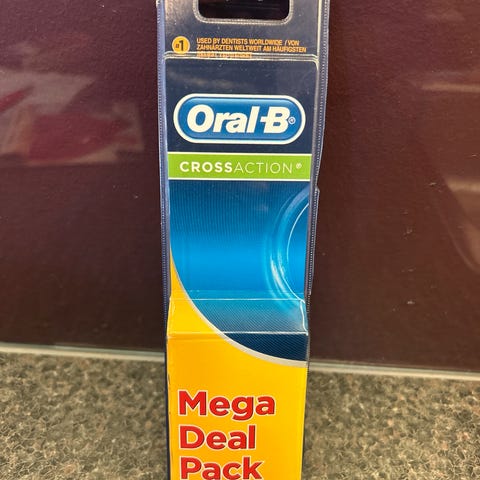 #1
USED BY DENTISTS WORLDWIDE / VON
ZAHNÄRZTEN WELTWEIT AM HÄUFIGSTEN
Oral-B®
CROSSACTION®
Mega
Deal
Pack